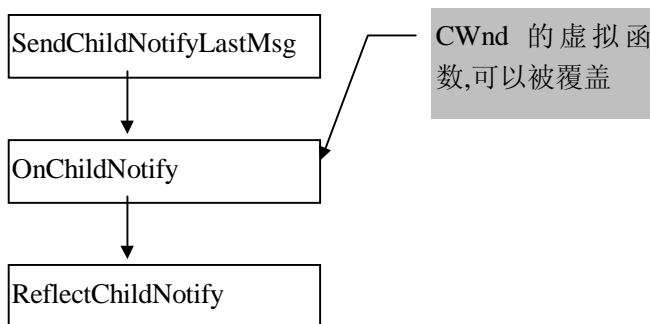 SendChildNotifyLastMsg
CWnd 的虚拟函
数,可以被覆盖
OnChildNotify
ReflectChildNotify